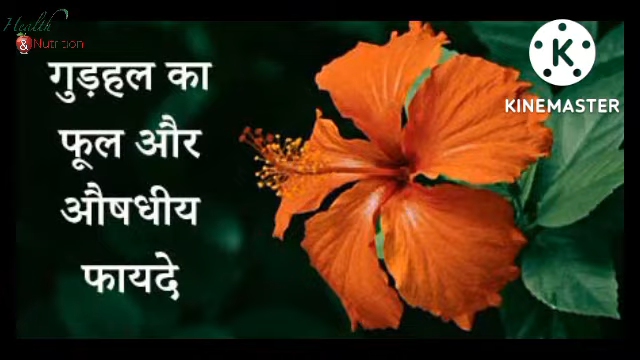 Health
& Nutrition
गुड़हल का
फूल और
औषधीय
फायदे
K
KINEMASTER